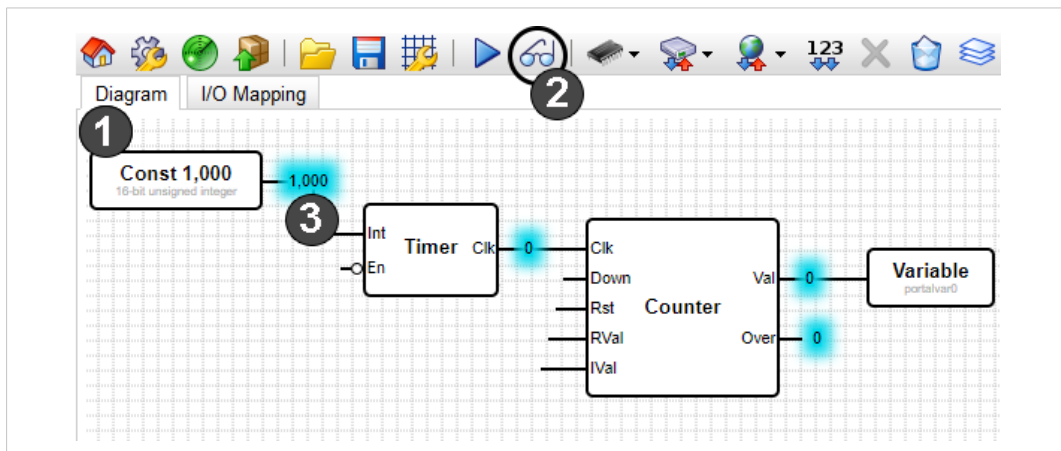 123
Diagram
I/O Mapping
2
1
Const 1,000
16-bit unsigned integer
1,000
3
Int
Timer
Clk
0
En
Clk
Down
Rst
RVal
IVal
Counter
Val
0
Over
0
Variable
portalvar0